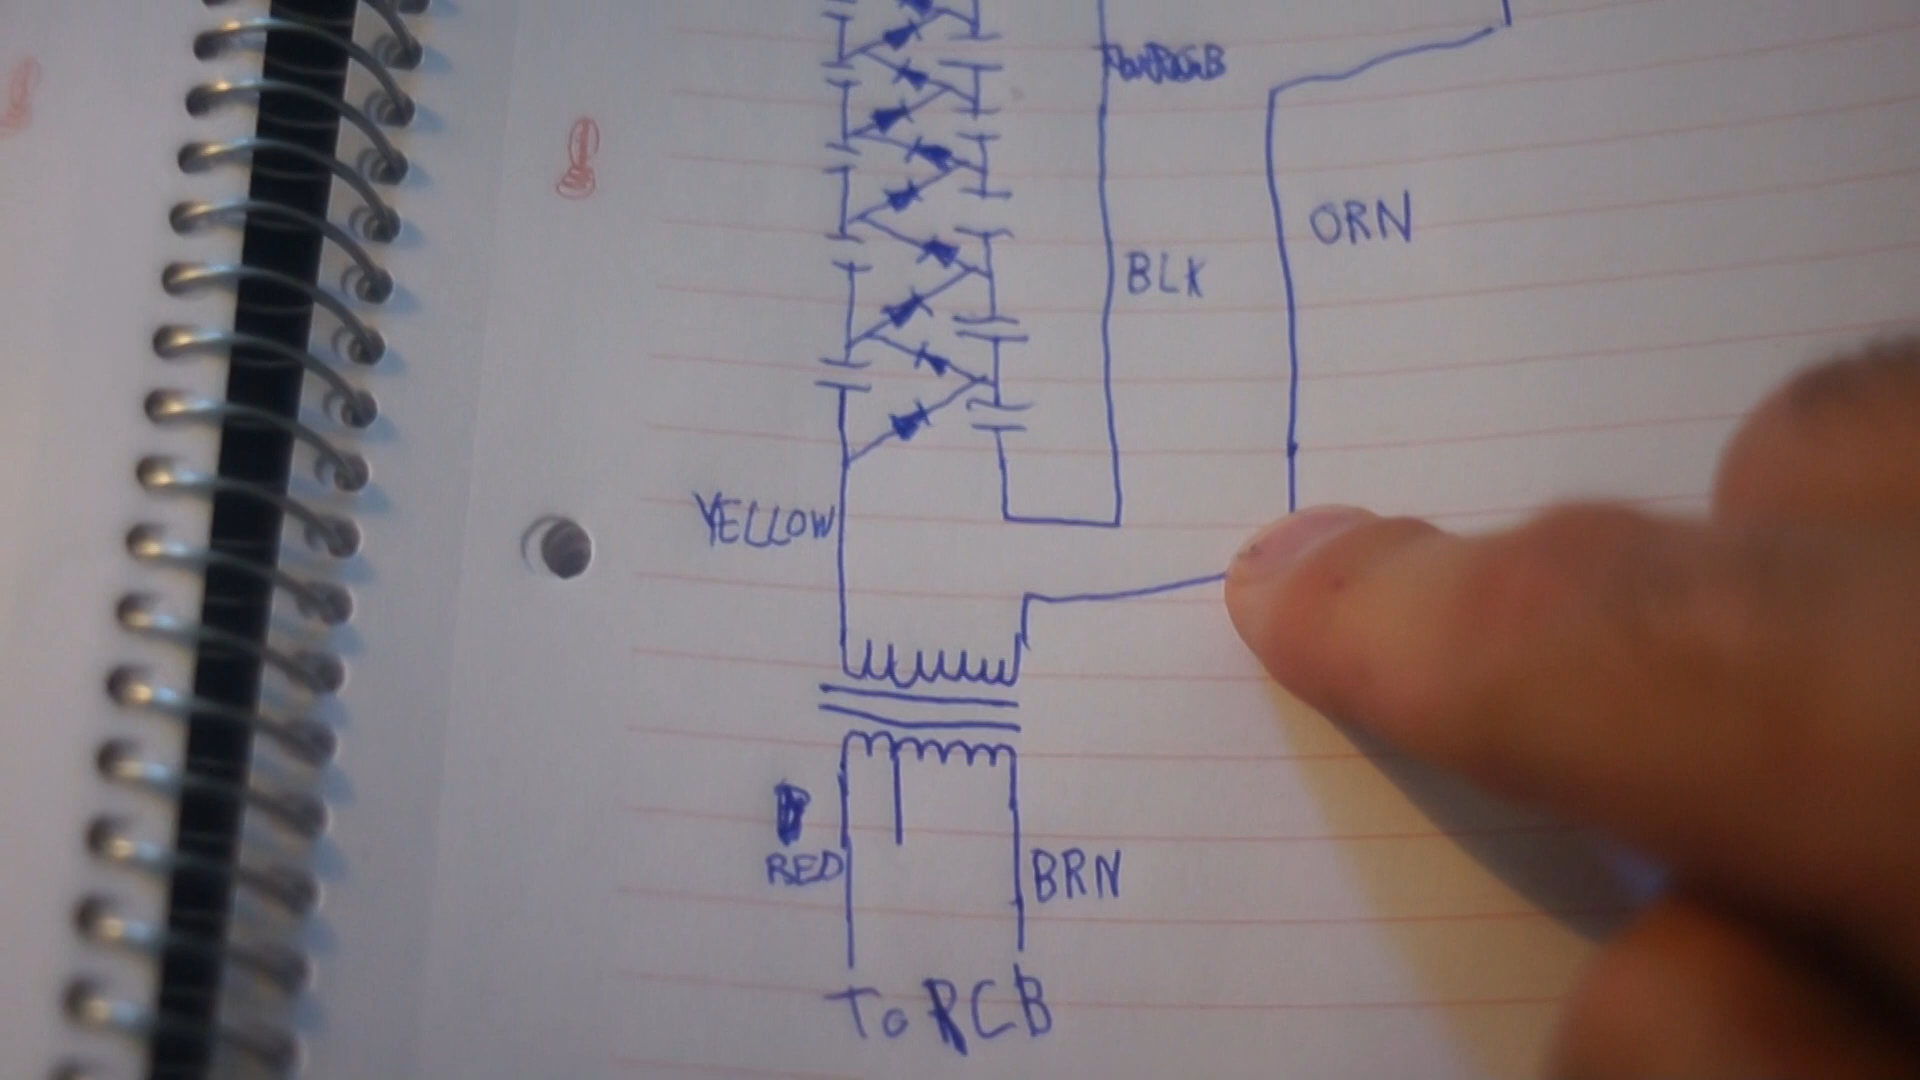 ORN
BLK
YELLOW
RED
BRN
To PCB